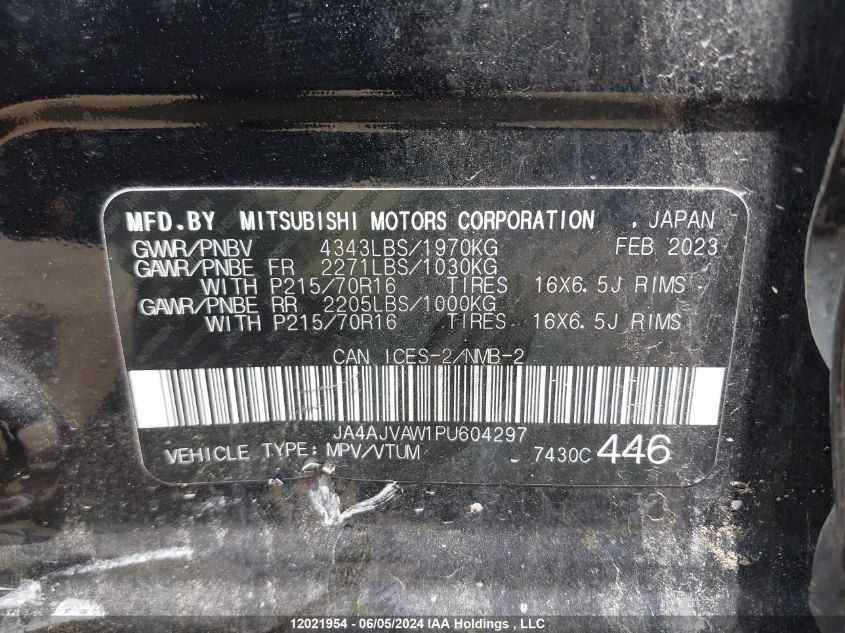 MFD.BY MITSUBISHI MOTORS CORPORATION , JAPAN
GVWR/PNBV 4343LBS/1970KG FEB 2023
GAWR/PNBE FR 2271LBS/1030KG
WITH P215/70R16 TIRES 16X6.5J RIMS
GAWR/PNBE RR 2205LBS/1000KG
WITH P215/70R16 TIRES 16X6.5J RIMS
CAN ICES-2/NMB-2
JA4AJVAW1PU604297
VEHICLE TYPE:MPV/VTUM 7430C 446
12021954 - 06/05/2024 IAA Holdings , LLC